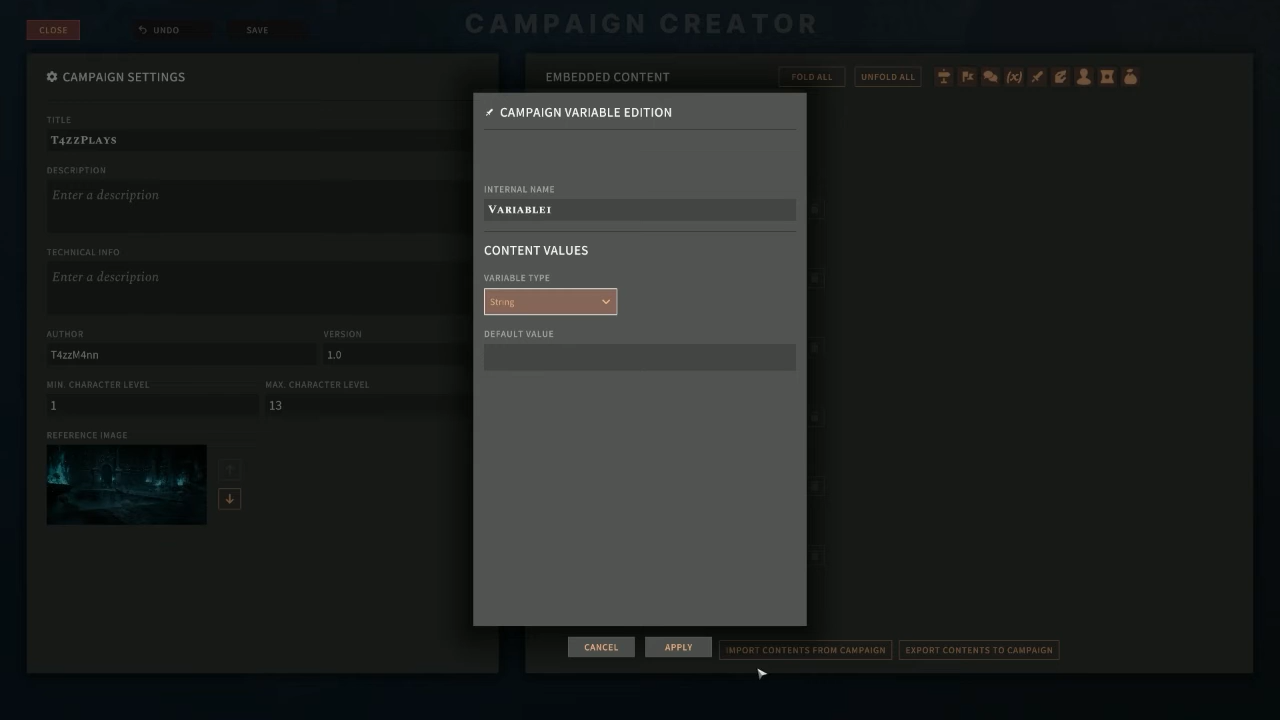 CAMPAIGN CREATOR
CLOSE
UNDO
SAVE
CAMPAIGN SETTINGS
TITLE
T4zzPlays
DESCRIPTION
Enter a description
TECHNICAL INFO
Enter a description
AUTHOR
VERSION
T4zzM4nn
1.0
MIN. CHARACTER LEVEL
MAX. CHARACTER LEVEL
1
13
REFERENCE IMAGE
EMBEDDED CONTENT
FOLD ALL
UNFOLD ALL
(x)
CAMPAIGN VARIABLE EDITION
INTERNAL NAME
Variable1
CONTENT VALUES
VARIABLE TYPE
String
DEFAULT VALUE
CANCEL
APPLY
IMPORT CONTENTS FROM CAMPAIGN
EXPORT CONTENTS TO CAMPAIGN